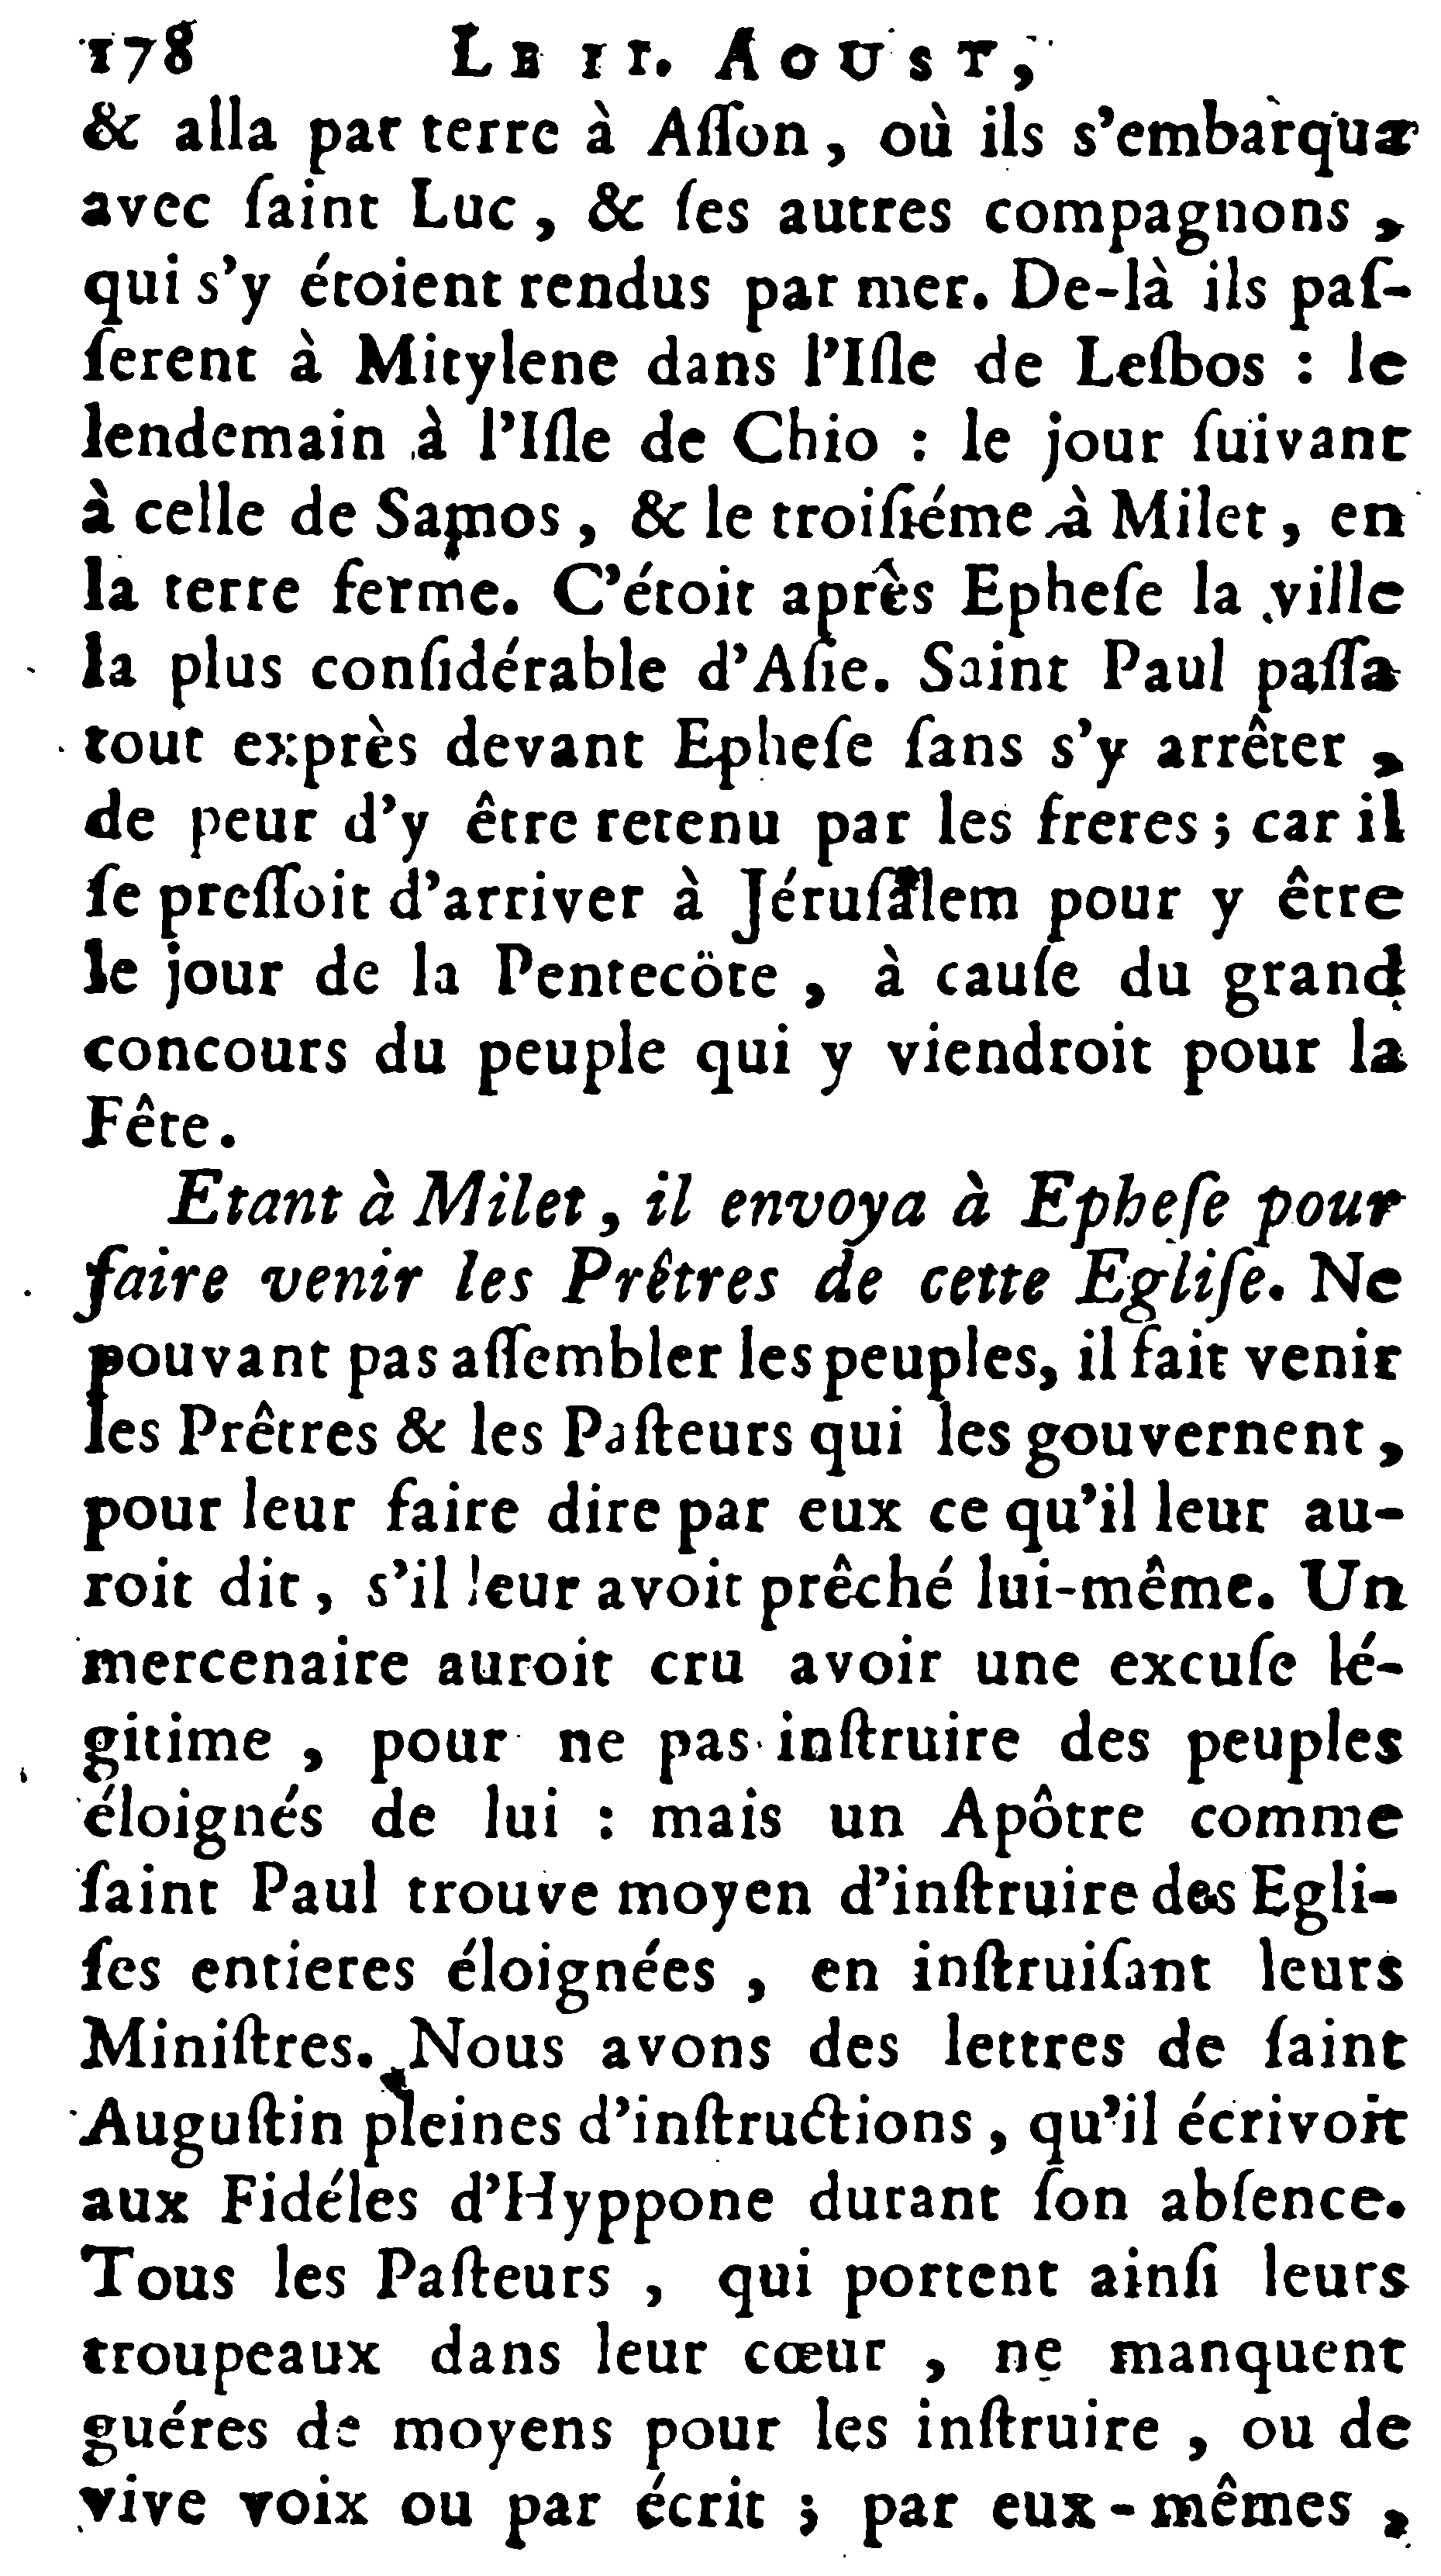 178 LE II. AOUST,
& alla par terre à Aſſon, où ils s'embarqua
avec ſaint Luc, & ſes autres compagnons,
qui s'y étoient rendus par mer. De-là ils paſ-
ſerent à Mitylene dans l'Iſle de Leſbos : le
lendemain à l'Iſle de Chio : le jour ſuivant
à celle de Samos, & le troiſiéme à Milet, en
la terre ferme. C'étoit après Epheſe la ville
la plus conſidérable d'Aſie. Saint Paul paſſa
tout exprès devant Epheſe ſans s'y arrêter,
de peur d'y être retenu par les freres ; car il
ſe preſſoit d'arriver à Jéruſalem pour y être
le jour de la Pentecöte, à cauſe du grand
concours du peuple qui y viendroit pour la
Fête.
Etant à Milet, il envoya à Epheſe pour
faire venir les Prêtres de cette Egliſe. Ne
pouvant pas aſſembler les peuples, il fait venir
les Prêtres & les Paſteurs qui les gouvernent,
pour leur faire dire par eux ce qu'il leur au-
roit dit, s'il leur avoit prêché lui-même. Un
mercenaire auroit cru avoir une excuſe lé-
gitime, pour ne pas inſtruire des peuples
éloignés de lui : mais un Apôtre comme
ſaint Paul trouve moyen d'inſtruire des Egli-
ſes entieres éloignées, en inſtruiſant leurs
Miniſtres. Nous avons des lettres de ſaint
Auguſtin pleines d'inſtructions, qu'il écrivoit
aux Fidéles d'Hyppone durant ſon abſence.
Tous les Paſteurs, qui portent ainſi leurs
troupeaux dans leur cœur, ne manquent
guéres de moyens pour les inſtruire, ou de
vive voix ou par écrit ; par eux-mêmes,